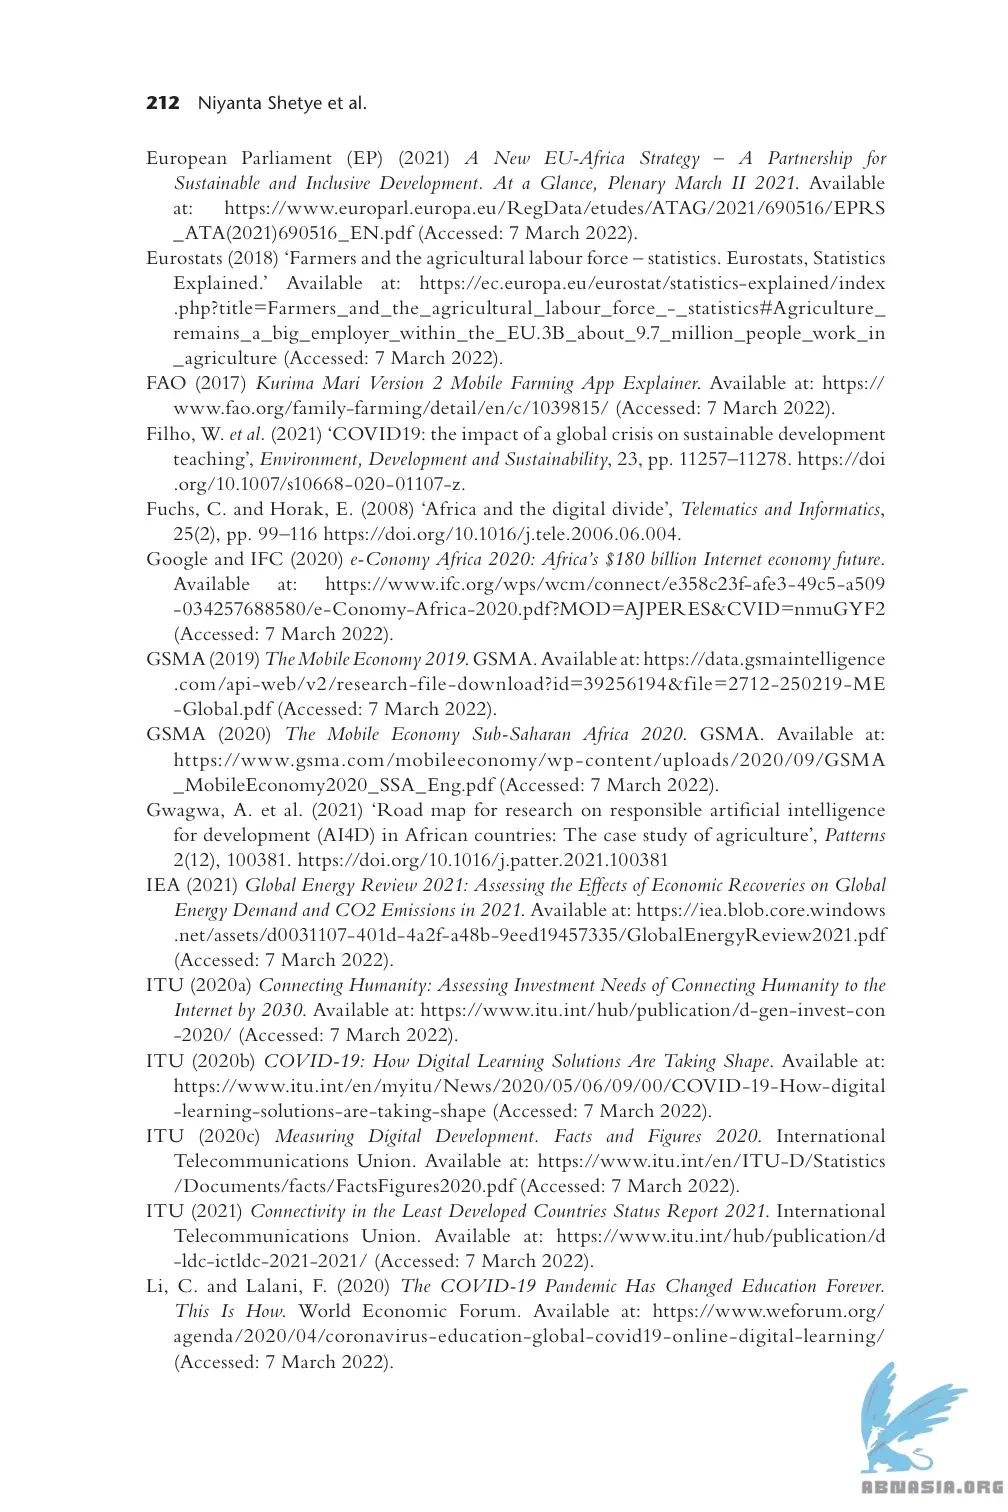 212 Niyanta Shetye et al.
European Parliament (EP) (2021) A New EU-Africa Strategy – A Partnership for
Sustainable and Inclusive Development. At a Glance, Plenary March II 2021. Available
at: https://www.europarl.europa.eu/RegData/etudes/ATAG/2021/690516/EPRS
_ATA(2021)690516_EN.pdf (Accessed: 7 March 2022).
Eurostats (2018) ‘Farmers and the agricultural labour force – statistics. Eurostats, Statistics
Explained.’ Available at: https://ec.europa.eu/eurostat/statistics-explained/index
.php?title=Farmers_and_the_agricultural_labour_force_-_statistics#Agriculture_
remains_a_big_employer_within_the_EU.3B_about_9.7_million_people_work_in
_agriculture (Accessed: 7 March 2022).
FAO (2017) Kurima Mari Version 2 Mobile Farming App Explainer. Available at: https://
www.fao.org/family-farming/detail/en/c/1039815/ (Accessed: 7 March 2022).
Filho, W. et al. (2021) ‘COVID19: the impact of a global crisis on sustainable development
teaching’, Environment, Development and Sustainability, 23, pp. 11257–11278. https://doi
.org/10.1007/s10668-020-01107-z.
Fuchs, C. and Horak, E. (2008) ‘Africa and the digital divide’, Telematics and Informatics,
25(2), pp. 99–116 https://doi.org/10.1016/j.tele.2006.06.004.
Google and IFC (2020) e-Conomy Africa 2020: Africa’s $180 billion Internet economy future.
Available at: https://www.ifc.org/wps/wcm/connect/e358c23f-afe3-49c5-a509
-034257688580/e-Conomy-Africa-2020.pdf?MOD=AJPERES&CVID=nmuGYF2
(Accessed: 7 March 2022).
GSMA (2019) The Mobile Economy 2019. GSMA. Available at: https://data.gsmaintelligence
.com/api-web/v2/research-file-download?id=39256194&file=2712-250219-ME
-Global.pdf (Accessed: 7 March 2022).
GSMA (2020) The Mobile Economy Sub-Saharan Africa 2020. GSMA. Available at:
https://www.gsma.com/mobileeconomy/wp-content/uploads/2020/09/GSMA
_MobileEconomy2020_SSA_Eng.pdf (Accessed: 7 March 2022).
Gwagwa, A. et al. (2021) ‘Road map for research on responsible artificial intelligence
for development (AI4D) in African countries: The case study of agriculture’, Patterns
2(12), 100381. https://doi.org/10.1016/j.patter.2021.100381
IEA (2021) Global Energy Review 2021: Assessing the Effects of Economic Recoveries on Global
Energy Demand and CO2 Emissions in 2021. Available at: https://iea.blob.core.windows
.net/assets/d0031107-401d-4a2f-a48b-9eed19457335/GlobalEnergyReview2021.pdf
(Accessed: 7 March 2022).
ITU (2020a) Connecting Humanity: Assessing Investment Needs of Connecting Humanity to the
Internet by 2030. Available at: https://www.itu.int/hub/publication/d-gen-invest-con
-2020/ (Accessed: 7 March 2022).
ITU (2020b) COVID-19: How Digital Learning Solutions Are Taking Shape. Available at:
https://www.itu.int/en/myitu/News/2020/05/06/09/00/COVID-19-How-digital
-learning-solutions-are-taking-shape (Accessed: 7 March 2022).
ITU (2020c) Measuring Digital Development. Facts and Figures 2020. International
Telecommunications Union. Available at: https://www.itu.int/en/ITU-D/Statistics
/Documents/facts/FactsFigures2020.pdf (Accessed: 7 March 2022).
ITU (2021) Connectivity in the Least Developed Countries Status Report 2021. International
Telecommunications Union. Available at: https://www.itu.int/hub/publication/d
-ldc-ictldc-2021-2021/ (Accessed: 7 March 2022).
Li, C. and Lalani, F. (2020) The COVID-19 Pandemic Has Changed Education Forever.
This Is How. World Economic Forum. Available at: https://www.weforum.org/
agenda/2020/04/coronavirus-education-global-covid19-online-digital-learning/
(Accessed: 7 March 2022).
ABNASIA.ORG